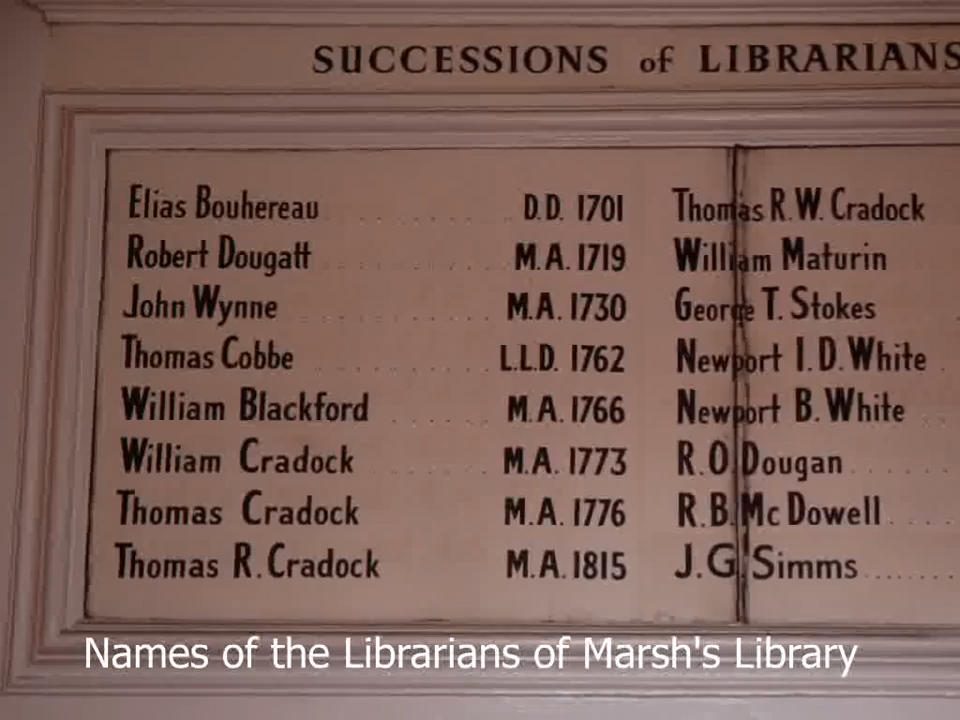 SUCCESSIONS of LIBRARIANS
Elias Bouhereau D.D. 1701
Robert Dougatt M.A. 1719
John Wynne M.A. 1730
Thomas Cobbe L.L.D. 1762
William Blackford M.A. 1766
William Cradock M.A. 1773
Thomas Cradock M.A. 1776
Thomas R. Cradock M.A. 1815
Thomas R.W. Cradock
William Maturin
George T. Stokes
Newport I.D. White
Newport B. White
R.O. Dougan
R.B. McDowell
J.G. Simms
Names of the Librarians of Marsh's Library